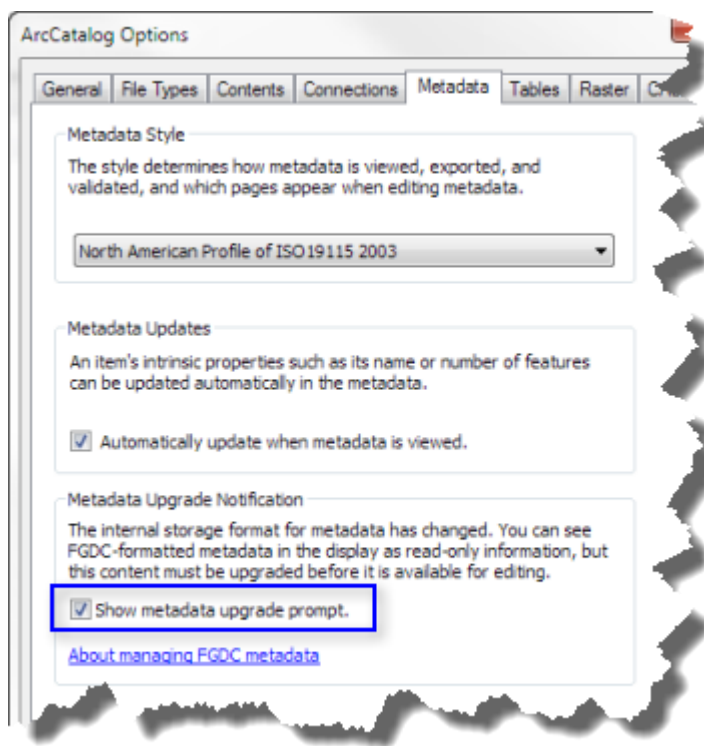 ArcCatalog Options
General File Types Contents Connections Metadata Tables Raster
Metadata Style
The style determines how metadata is viewed, exported, and
validated, and which pages appear when editing metadata.
North American Profile of ISO19115 2003
Metadata Updates
An item's intrinsic properties such as its name or number of features
can be updated automatically in the metadata.
Automatically update when metadata is viewed.
Metadata Upgrade Notification
The internal storage format for metadata has changed. You can see
FGDC-formatted metadata in the display as read-only information, but
this content must be upgraded before it is available for editing.
Show metadata upgrade prompt.
About managing FGDC metadata